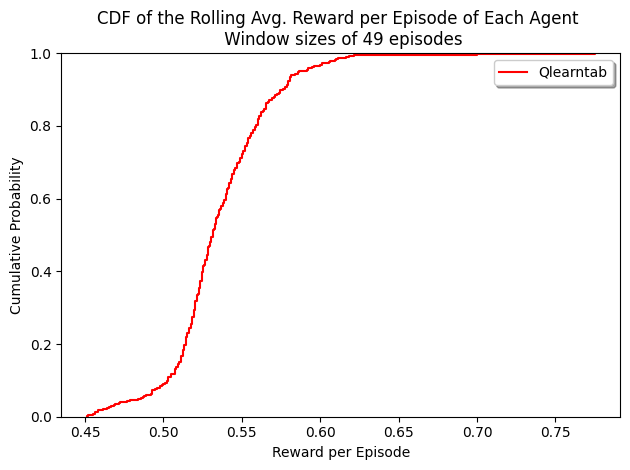 CDF of the Rolling Avg. Reward per Episode of Each Agent
Window sizes of 49 episodes
Qlearntab
Cumulative Probability
1.0
0.8
0.6
0.4
0.2
0.0
0.45 0.50 0.55 0.60 0.65 0.70 0.75
Reward per Episode